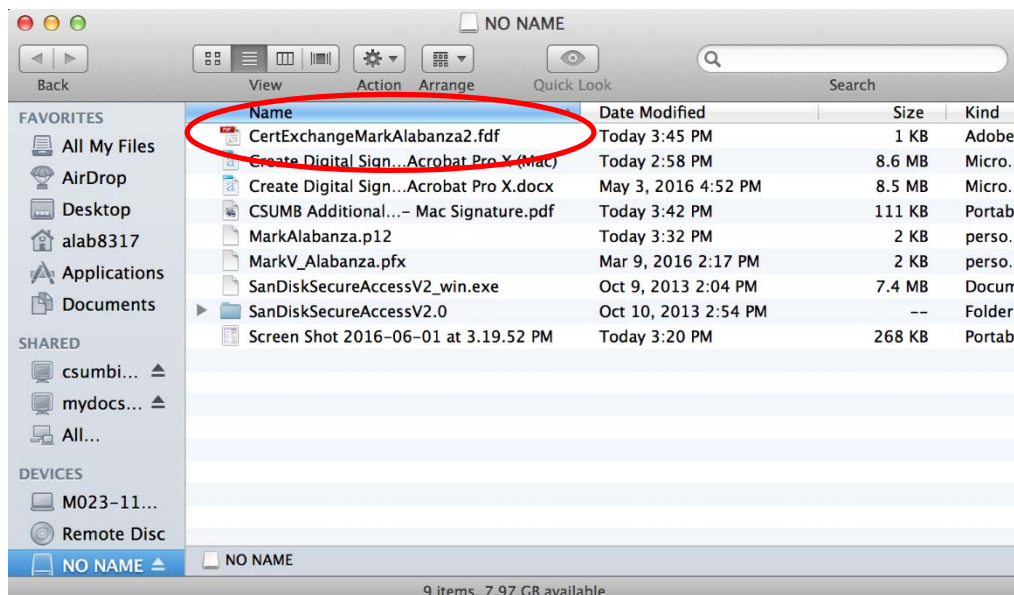 NO NAME
Back View Action Arrange Quick Look Search
FAVORITES
All My Files
AirDrop
Desktop
alab8317
Applications
Documents
SHARED
csumbi...
mydocs...
All...
DEVICES
M023-11...
Remote Disc
NO NAME
Name Date Modified Size Kind
CertExchangeMarkAlabanza2.fdf Today 3:45 PM 1 KB Adobe
Create Digital Sign...Acrobat Pro X (Mac) Today 2:58 PM 8.6 MB Micro.
Create Digital Sign...Acrobat Pro X.docx May 3, 2016 4:52 PM 8.5 MB Micro.
CSUMB Additional...- Mac Signature.pdf Today 3:42 PM 111 KB Portab
MarkAlabanza.p12 Today 3:32 PM 2 KB perso.
MarkV_Alabanza.pfx Mar 9, 2016 2:17 PM 2 KB perso.
SanDiskSecureAccessV2_win.exe Oct 9, 2013 2:04 PM 7.4 MB Docum
SanDiskSecureAccessV2.0 Oct 10, 2013 2:54 PM -- Folder
Screen Shot 2016-06-01 at 3.19.52 PM Today 3:20 PM 268 KB Portab
NO NAME
9 items, 7.97 GB available